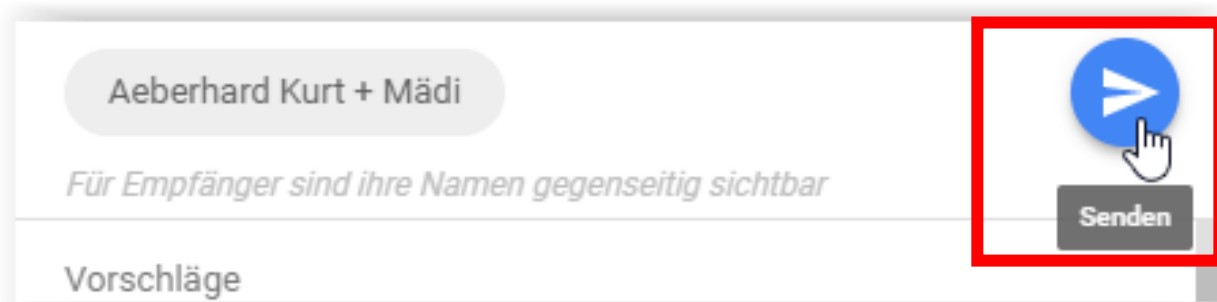 Aeberhard Kurt + Mädi
Für Empfänger sind ihre Namen gegenseitig sichtbar
Senden
Vorschläge